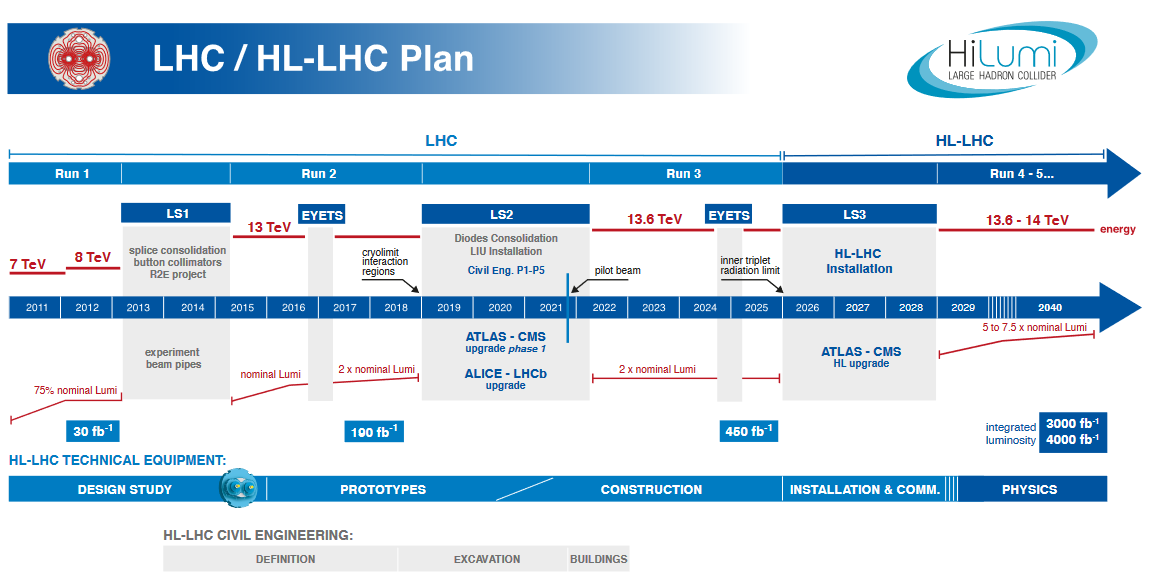 LHC / HL-LHC Plan
HiLumi
LARGE HADRON COLLIDER
LHC
HL-LHC
Run 1
Run 2
Run 3
Run 4 - 5...
LS1
EYETS
LS2
EYETS
LS3
13 TeV
13.6 TeV
13.6 - 14 TeV
energy
7 TeV
8 TeV
splice consolidation
button collimators
R2E project
cryolimit
interaction
regions
Diodes Consolidation
LIU Installation
Civil Eng. P1-P5
pilot beam
inner triplet
radiation limit
HL-LHC
Installation
2011 2012 2013 2014 2015 2016 2017 2018 2019 2020 2021 2022 2023 2024 2025 2026 2027 2028 2029 2040
5 to 7.5 x nominal Lumi
experiment
beam pipes
ATLAS - CMS
upgrade phase 1
ALICE - LHCb
upgrade
ATLAS - CMS
HL upgrade
75% nominal Lumi
nominal Lumi
2 x nominal Lumi
2 x nominal Lumi
30 fb-1
190 fb-1
450 fb-1
integrated
luminosity
3000 fb-1
4000 fb-1
HL-LHC TECHNICAL EQUIPMENT:
DESIGN STUDY
PROTOTYPES
CONSTRUCTION
INSTALLATION & COMM.
PHYSICS
HL-LHC CIVIL ENGINEERING:
DEFINITION
EXCAVATION
BUILDINGS